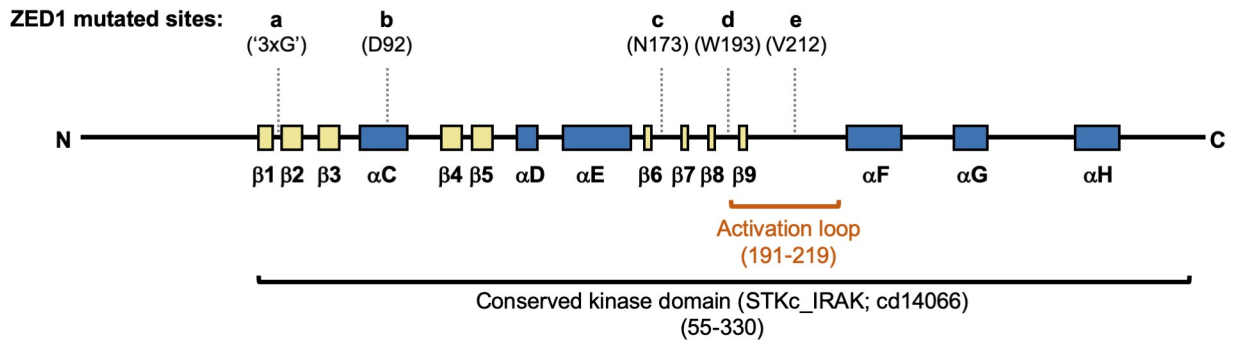 ZED1 mutated sites: a b c d e
(‘3xG’) (D92) (N173) (W193) (V212)
N C
β1 β2 β3 αC β4 β5 αD αE β6 β7 β8 β9 αF αG αH
Activation loop
(191-219)
Conserved kinase domain (STKc_IRAK; cd14066)
(55-330)